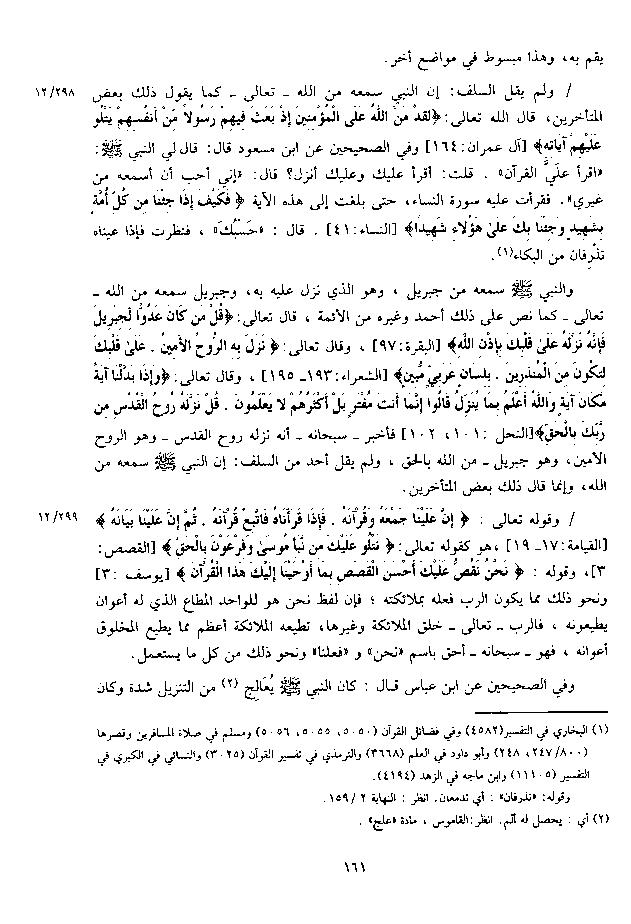 يقم به، وهذا مبسوط في مواضع أخر.
١٢/٢٩٨ / ولم يقل السلف: إن النبي سمعه من الله ـ تعالى ـ كما يقول ذلك بعض
المتأخرين، قال الله تعالى: ﴿لَقَدْ مَنَّ اللَّهُ عَلَى الْمُؤْمِنِينَ إِذْ بَعَثَ فِيهِمْ رَسُولاً مِّنْ أَنفُسِهِمْ يَتْلُو
عَلَيْهِمْ آيَاتِهِ﴾ [آل عمران: ١٦٤] وفي الصحيحين عن ابن مسعود قال: قال لي النبي ﷺ:
«اقرأ عليَّ القرآن» . قلت: أقرأ عليك وعليك أنزل؟ قال: «إني أحب أن أسمعه من
غيري». فقرأت عليه سورة النساء، حتى بلغت إلى هذه الآية ﴿ فَكَيْفَ إِذَا جِئْنَا مِن كُلِّ أُمَّةٍ
بِشَهِيدٍ وَجِئْنَا بِكَ عَلَىٰ هَؤُلاءِ شَهِيدًا﴾ [النساء: ٤١] . قال : «حَسْبُكَ» ، فنظرت فإذا عيناه
تَذْرِفان من البكاء(١).
والنبي ﷺ سمعه من جبريل ، وهو الذي نزل عليه به، وجبريل سمعه من الله ـ
تعالى ـ كما نص على ذلك أحمد وغيره من الأئمة ، قال تعالى: ﴿قُلْ مَن كَانَ عَدُوًّا لِّجِبْرِيلَ
فَإِنَّهُ نَزَّلَهُ عَلَىٰ قَلْبِكَ بِإِذْنِ اللَّهِ﴾ [البقرة: ٩٧] ، وقال تعالى: ﴿ نَزَلَ بِهِ الرُّوحُ الأَمِينُ . عَلَىٰ قَلْبِكَ
لِتَكُونَ مِنَ الْمُنذِرِينَ . بِلِسَانٍ عَرَبِيٍّ مُّبِينٍ﴾ [الشعراء: ١٩٣ـ ١٩٥] ، وقال تعالى: ﴿وَإِذَا بَدَّلْنَا آيَةً
مَّكَانَ آيَةٍ وَاللَّهُ أَعْلَمُ بِمَا يُنَزِّلُ قَالُوا إِنَّمَا أَنتَ مُفْتَرٍ بَلْ أَكْثَرُهُمْ لا يَعْلَمُونَ . قُلْ نَزَّلَهُ رُوحُ الْقُدُسِ مِن
رَّبِّكَ بِالْحَقِّ﴾[النحل : ١٠١، ١٠٢] فأخبر ـ سبحانه ـ أنه نزله روح القدس ـ وهو الروح
الأمين، وهو جبريل ـ من الله بالحق ، ولم يقل أحد من السلف: إن النبي ﷺ سمعه من
الله، وإنما قال ذلك بعض المتأخرين.
١٢/٢٩٩ / وقوله تعالى : ﴿ إِنَّ عَلَيْنَا جَمْعَهُ وَقُرْآنَهُ . فَإِذَا قَرَأْنَاهُ فَاتَّبِعْ قُرْآنَهُ . ثُمَّ إِنَّ عَلَيْنَا بَيَانَهُ ﴾
[القيامة: ١٧ـ ١٩] ، هو كقوله تعالى: ﴿ نَتْلُو عَلَيْكَ مِن نَّبَأِ مُوسَىٰ وَفِرْعَوْنَ بِالْحَقِّ ﴾ [القصص:
٣]، وقوله : ﴿ نَحْنُ نَقُصُّ عَلَيْكَ أَحْسَنَ الْقَصَصِ بِمَا أَوْحَيْنَا إِلَيْكَ هَذَا الْقُرْآنَ ﴾ [يوسف : ٣]
ونحو ذلك مما يكون الرب فعله بملائكته ؛ فإن لفظ نحن هو للواحد المطاع الذي له أعوان
يطيعونه ، فالرب ـ تعالى ـ خلق الملائكة وغيرها، تطيعه الملائكة أعظم مما يطيع المخلوق
أعوانه ، فهو ـ سبحانه ـ أحق باسم «نحن» و «فعلنا» ونحو ذلك من كل ما يستعمل.
وفي الصحيحين عن ابن عباس قال : كان النبي ﷺ يُعَالِج (٢) من التنزيل شدة وكان
(١) البخاري في التفسير(٤٥٨٢) وفي فضائل القرآن (٥٠٥٠، ٥٠٥٥، ٥٠٥٦) ومسلم في صلاة المسافرين وقصرها
(٨٠٠/ ٢٤٧، ٢٤٨) وأبو داود في العلم (٣٦٦٨) والترمذي في تفسير القرآن (٣٠٢٥) والنسائي في الكبرى في
التفسير (١١١٠٥) وابن ماجه في الزهد (٤١٩٤).
وقوله: «تذرفان» : أي تدمعان. انظر : النهاية ٢ /١٥٩.
(٢) أي : يحصل له ألم. انظر:القاموس ، مادة «علج» .
١٦١